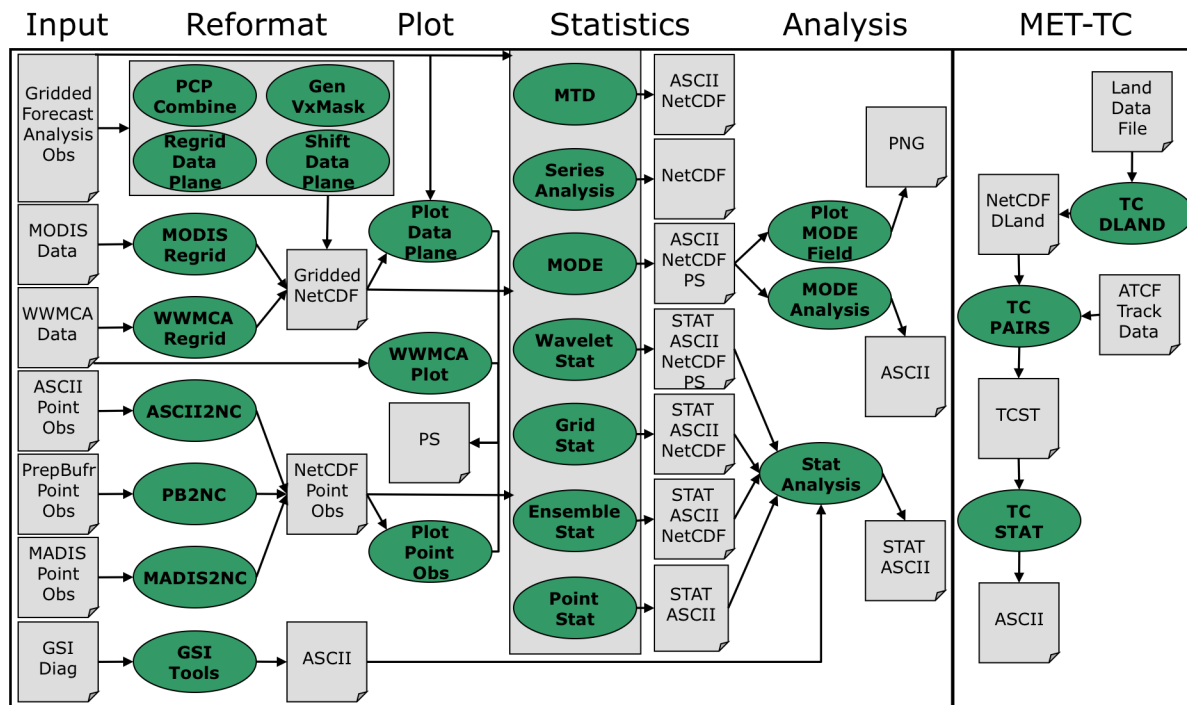 Input
Reformat
Plot
Statistics
Analysis
MET-TC
Gridded
Forecast
Analysis
Obs
MODIS
Data
WWMCA
Data
ASCII
Point
Obs
PrepBufr
Point
Obs
MADIS
Point
Obs
GSI
Diag
PCP
Combine
Gen
VxMask
Regrid
Data
Plane
Shift
Data
Plane
MODIS
Regrid
WWMCA
Regrid
ASCII2NC
PB2NC
MADIS2NC
GSI
Tools
Gridded
NetCDF
NetCDF
Point
Obs
ASCII
Plot
Data
Plane
WWMCA
Plot
PS
Plot
Point
Obs
MTD
Series
Analysis
MODE
Wavelet
Stat
Grid
Stat
Ensemble
Stat
Point
Stat
ASCII
NetCDF
NetCDF
ASCII
NetCDF
PS
STAT
ASCII
NetCDF
PS
STAT
ASCII
NetCDF
STAT
ASCII
NetCDF
STAT
ASCII
Plot
MODE
Field
MODE
Analysis
Stat
Analysis
PNG
ASCII
STAT
ASCII
Land
Data
File
TC
DLAND
NetCDF
DLand
TC
PAIRS
ATCF
Track
Data
TCST
TC
STAT
ASCII